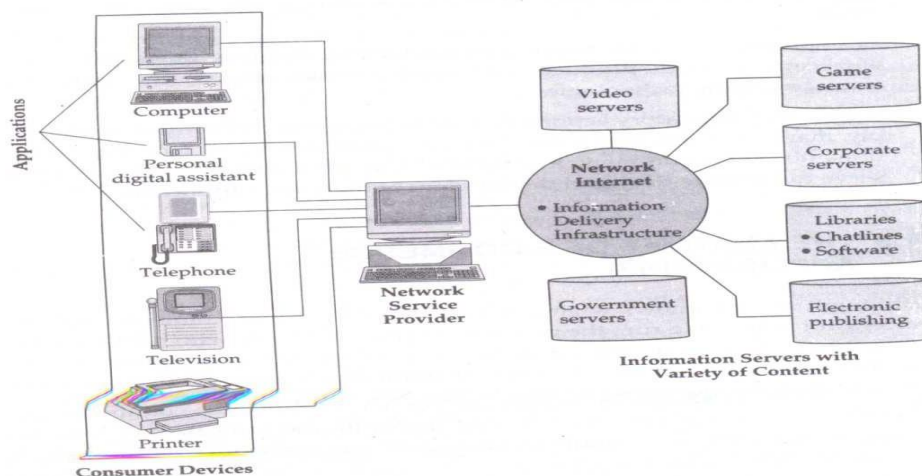 Applications
Computer
Personal
digital assistant
Telephone
Television
Printer
Consumer Devices
Network
Service
Provider
Video
servers
Network
Internet
• Information
Delivery
Infrastructure
Government
servers
Game
servers
Corporate
servers
Libraries
• Chatlines
• Software
Electronic
publishing
Information Servers with
Variety of Content